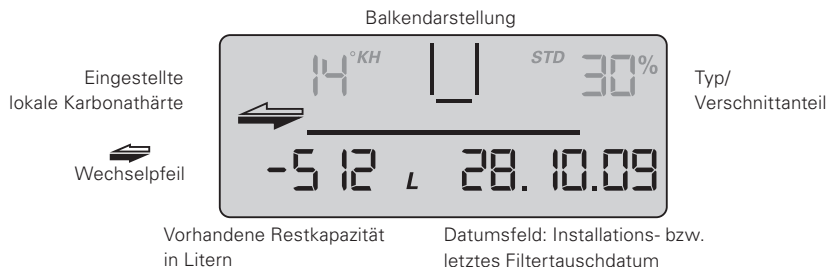 Balkendarstellung
Eingestellte
lokale Karbonathärte
14 °KH
STD 30%
Typ/
Verschnittanteil
Wechselpfeil
-512 L 28.10.09
Vorhandene Restkapazität
in Litern
Datumsfeld: Installations- bzw.
letztes Filtertauschdatum